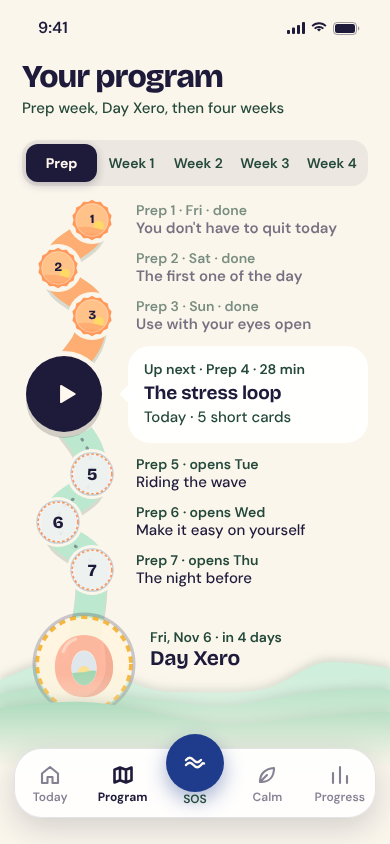 9:41
Your program
Prep week, Day Xero, then four weeks
Prep Week 1 Week 2 Week 3 Week 4
1
Prep 1 · Fri · done
You don't have to quit today
2
Prep 2 · Sat · done
The first one of the day
3
Prep 3 · Sun · done
Use with your eyes open
Up next · Prep 4 · 28 min
The stress loop
Today · 5 short cards
5
Prep 5 · opens Tue
Riding the wave
6
Prep 6 · opens Wed
Make it easy on yourself
7
Prep 7 · opens Thu
The night before
Fri, Nov 6 · in 4 days
Day Xero
Today Program SOS Calm Progress